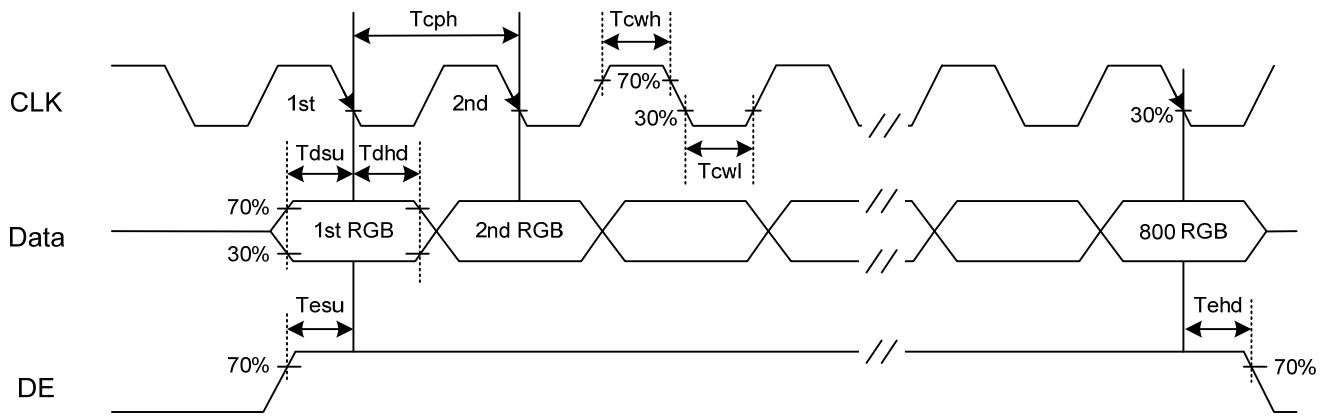 Tcph
Tcwh
CLK
1st
2nd
70%
30%
30%
Tcwl
Tdsu
Tdhd
70%
Data
1st RGB
2nd RGB
800 RGB
30%
Tesu
Tehd
70%
70%
DE